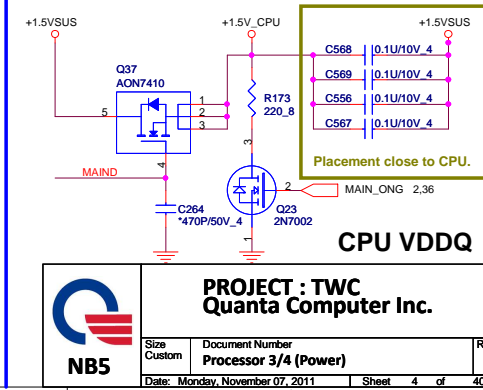 +1.5VSUS
+1.5V_CPU
+1.5VSUS
C568 0.1U/10V_4
C569 0.1U/10V_4
C556 0.1U/10V_4
C567 0.1U/10V_4
Placement close to CPU.
Q37
AON7410
5
1
2
3
4
R173
220_8
MAIND
C264
*470P/50V_4
3
2
1
MAIN_ONG 2,36
Q23
2N7002
CPU VDDQ
NB5
PROJECT : TWC
Quanta Computer Inc.
Size
Custom
Document Number
Processor 3/4 (Power)
R
Date: Monday, November 07, 2011
Sheet 4 of 40